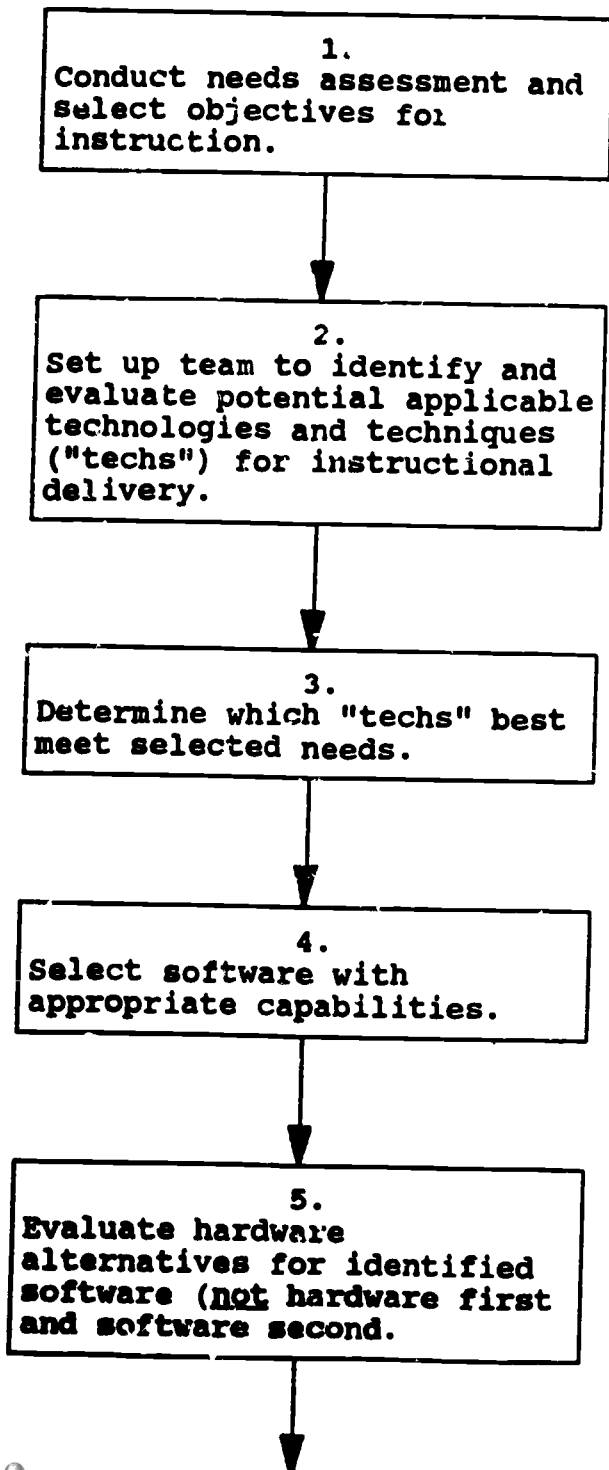 1.
Conduct needs assessment and
select objectives for
instruction.
2.
Set up team to identify and
evaluate potential applicable
technologies and techniques
("techs") for instructional
delivery.
3.
Determine which "techs" best
meet selected needs.
4.
Select software with
appropriate capabilities.
5.
Evaluate hardware
alternatives for identified
software (not hardware first
and software second.